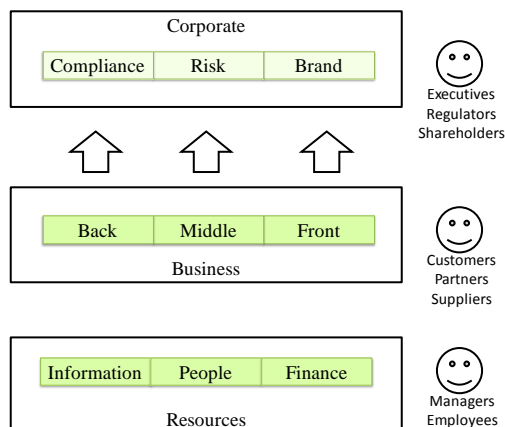 Corporate
Compliance Risk Brand
Executives
Regulators
Shareholders
Back Middle Front
Business
Customers
Partners
Suppliers
Information People Finance
Resources
Managers
Employees